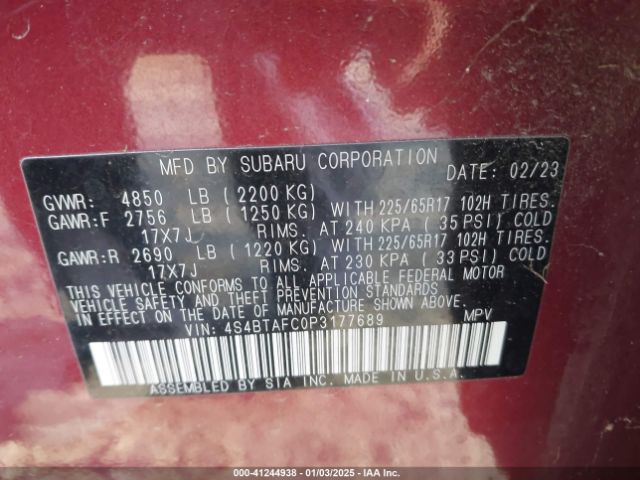 MFD BY SUBARU CORPORATION DATE: 02/23
GVWR: 4850 LB (2200 KG)
GAWR:F 2756 LB (1250 KG) WITH 225/65R17 102H TIRES.
17X7J RIMS. AT 240 KPA (35 PSI) COLD
GAWR:R 2690 LB (1220 KG) WITH 225/65R17 102H TIRES.
17X7J RIMS. AT 230 KPA (33 PSI) COLD
THIS VEHICLE CONFORMS TO ALL APPLICABLE FEDERAL MOTOR
VEHICLE SAFETY AND THEFT PREVENTION STANDARDS IN EFFECT
ON THE DATE OF MANUFACTURE SHOWN ABOVE.
VIN: 4S4BTAFC0P3177689 MPV
ASSEMBLED BY SIA INC. MADE IN U.S.A.
000-41244938 - 01/03/2025 - IAA Inc.